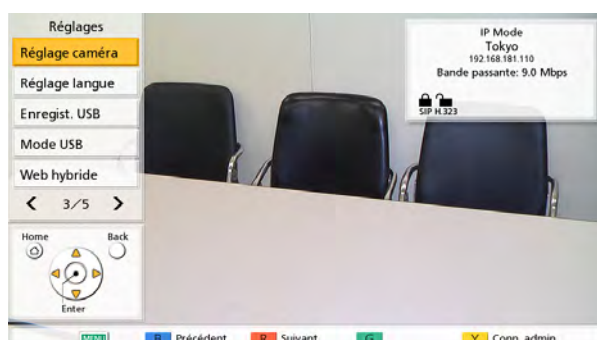 Réglages
Réglage caméra
Réglage langue
Enregist. USB
Mode USB
Web hybride
3/5
Home
Back
Enter
IP Mode
Tokyo
192.168.181.110
Bande passante: 9.0 Mbps
SIP H.323
MENU
B Précédent
R Suivant
G
Y Conn. admin